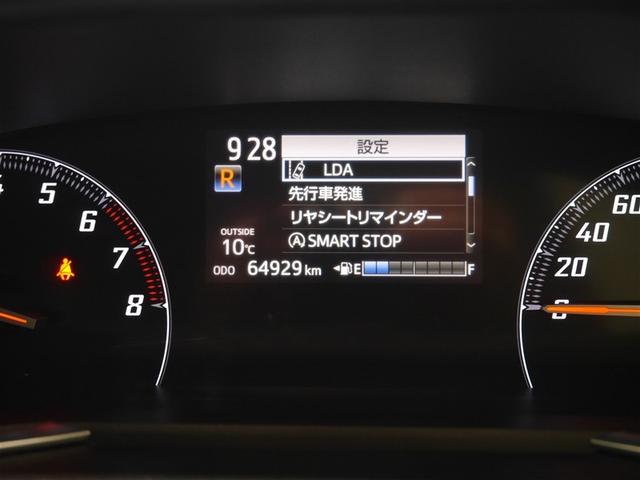 9 28
設定
LDA
R
先行車発進
リヤシートリマインダー
OUTSIDE
10℃
Ⓐ SMART STOP
ODO 64929 km
E F
5
6
7
8
60
40
20
0